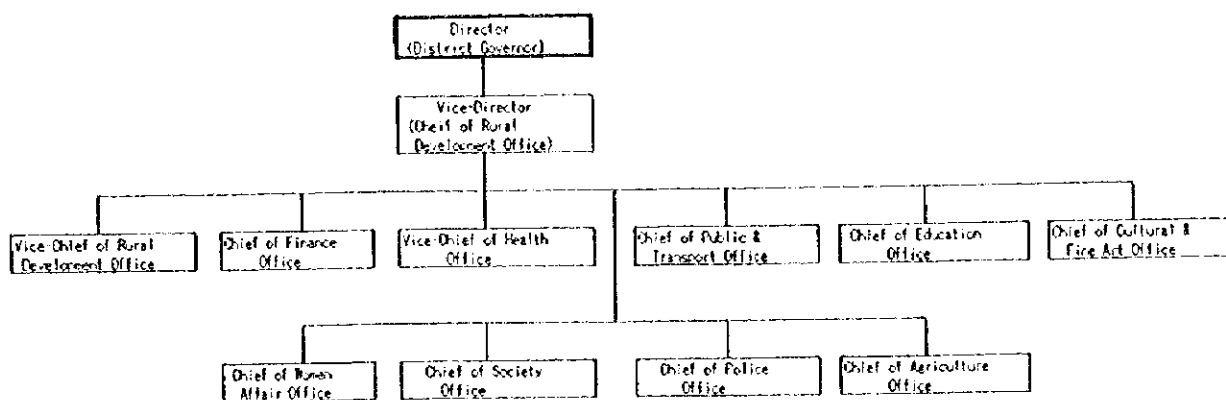 Director
(District Governor)
Vice-Director
(Cheif of Rural
Development Office)
Vice-Chief of Rural
Development Office
Chief of Finance
Office
Vice-Chief of Health
Office
Chief of Public &
Transport Office
Chief of Education
Office
Chief of Cultural &
Fine Art Office
Chief of Woman
Affair Office
Chief of Society
Office
Chief of Police
Office
Chief of Agriculture
Office